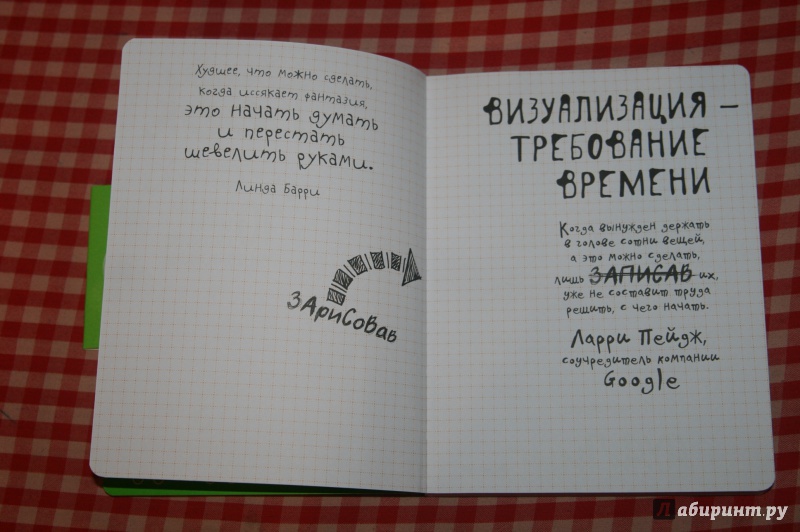 Худшее, что можно сделать,
когда иссякает фантазия,
это начать думать
и перестать
шевелить руками.
Линда Барри
ЗАРИСОВАВ
ВИЗУАЛИЗАЦИЯ –
ТРЕБОВАНИЕ
ВРЕМЕНИ
Когда вынужден держать
в голове сотни вещей,
а это можно сделать,
лишь ЗАПИСАВ их,
уже не составит труда
решить, с чего начать.
Ларри Пейдж,
соучредитель компании
Google
Лабиринт.ру